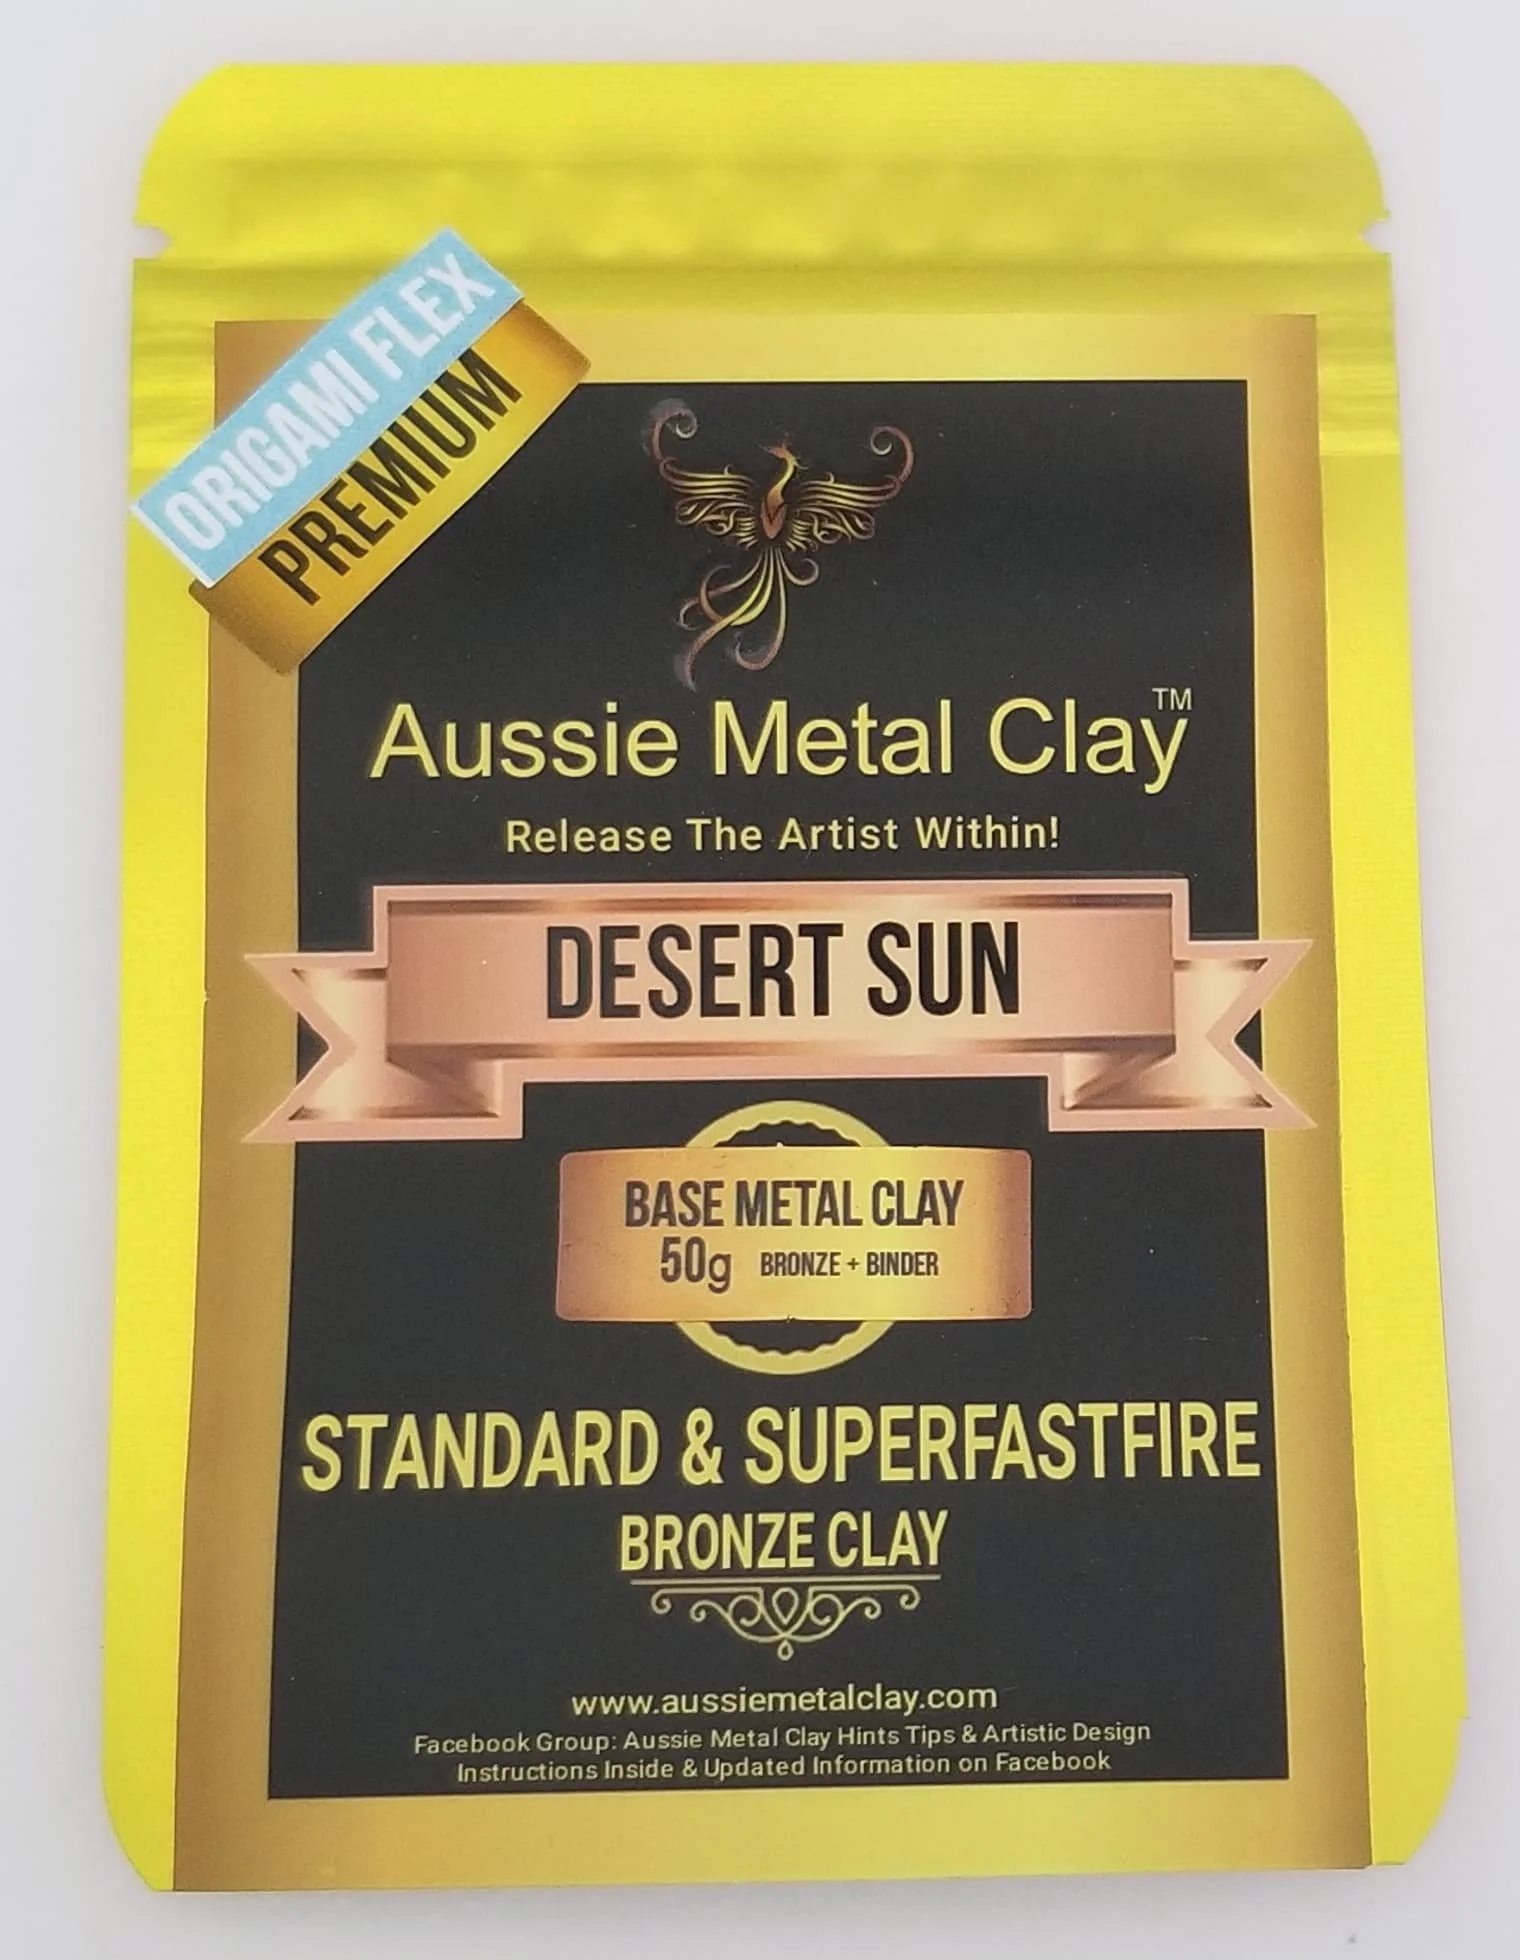 ORIGAMI FLEX
PREMIUM
Aussie Metal Clay™
Release The Artist Within!
DESERT SUN
BASE METAL CLAY
50g BRONZE + BINDER
STANDARD & SUPERFASTFIRE
BRONZE CLAY
www.aussiemetalclay.com
Facebook Group: Aussie Metal Clay Hints Tips & Artistic Design
Instructions Inside & Updated Information on Facebook